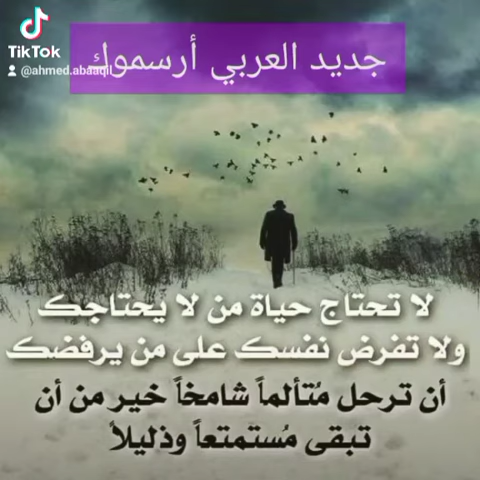 TikTok
@ahmed.abaaqil
جديد العربي أرسموك
لا تحتاج حياة من لا يحتاجك
ولا تفرض نفسك على من يرفضك
أن ترحل مُتألماً شامخاً خير من أن
تبقى مُستمتعاً وذليلاً